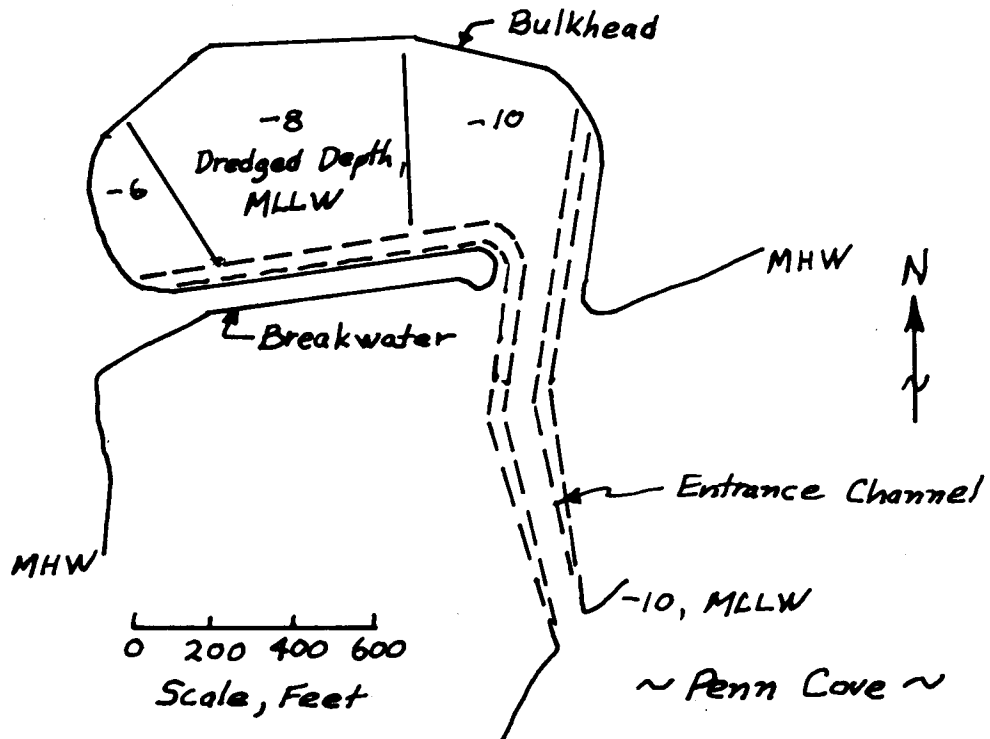 Bulkhead
-8
-10
Dredged Depth,
MLLW
-6
MHW
N
Breakwater
Entrance Channel
MHW
-10, MLLW
0 200 400 600
Scale, Feet
~ Penn Cove ~